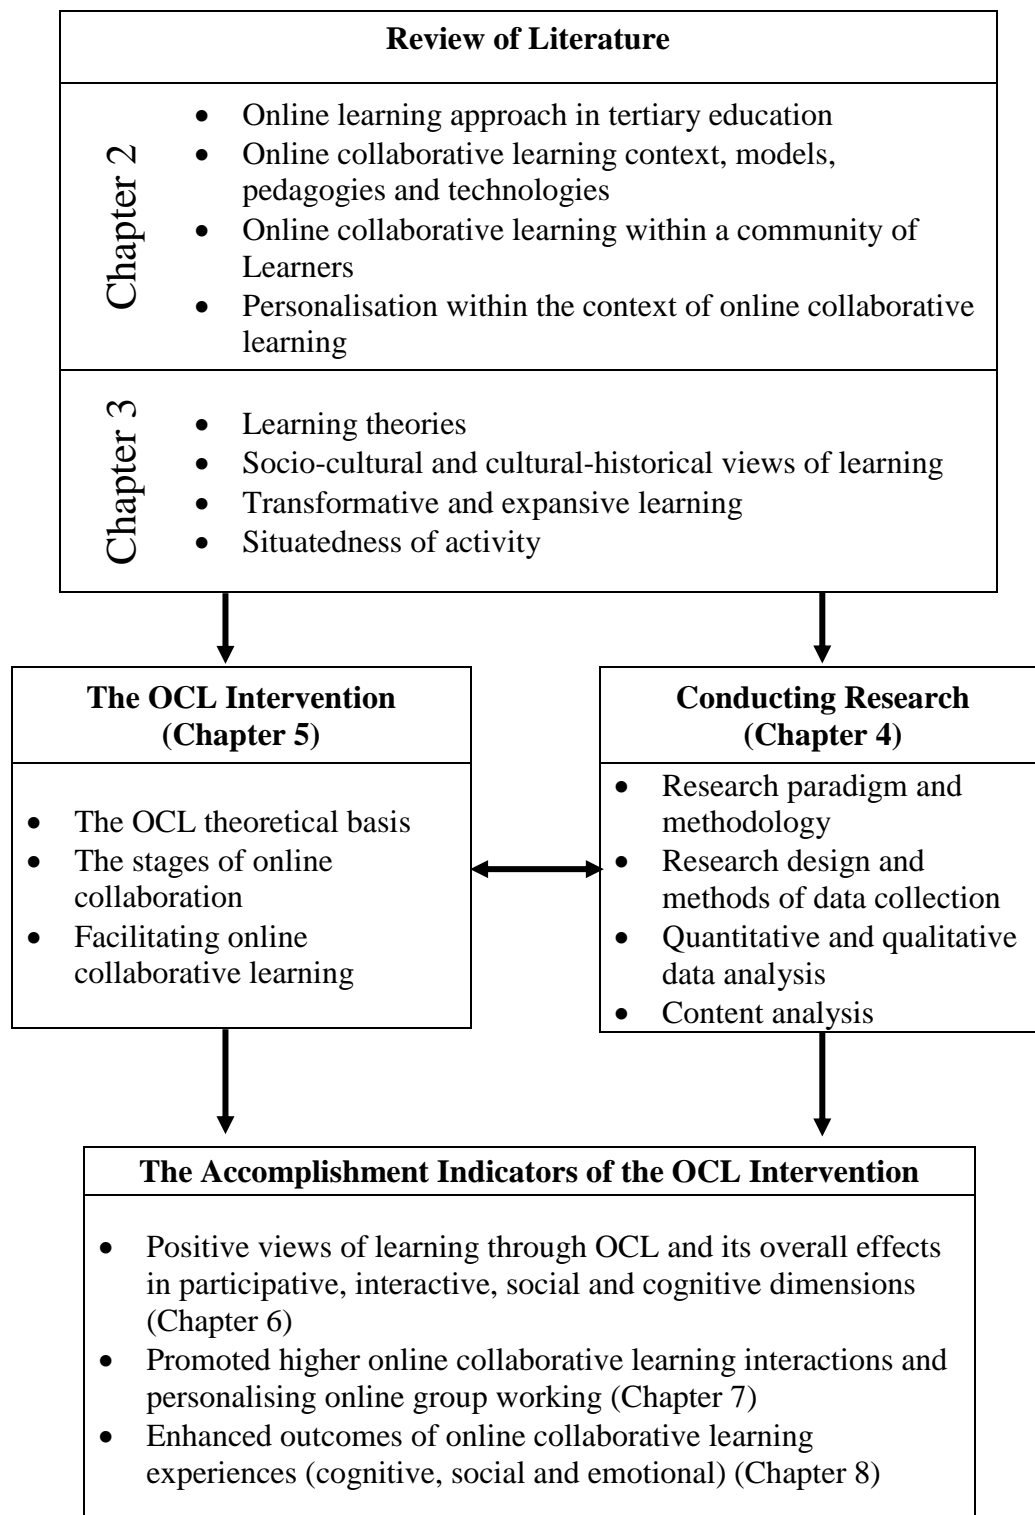 Review of Literature
Chapter 2
• Online learning approach in tertiary education
• Online collaborative learning context, models,
pedagogies and technologies
• Online collaborative learning within a community of
Learners
• Personalisation within the context of online collaborative
learning
Chapter 3
• Learning theories
• Socio-cultural and cultural-historical views of learning
• Transformative and expansive learning
• Situatedness of activity
The OCL Intervention
(Chapter 5)
• The OCL theoretical basis
• The stages of online
collaboration
• Facilitating online
collaborative learning
Conducting Research
(Chapter 4)
• Research paradigm and
methodology
• Research design and
methods of data collection
• Quantitative and qualitative
data analysis
• Content analysis
The Accomplishment Indicators of the OCL Intervention
• Positive views of learning through OCL and its overall effects
in participative, interactive, social and cognitive dimensions
(Chapter 6)
• Promoted higher online collaborative learning interactions and
personalising online group working (Chapter 7)
• Enhanced outcomes of online collaborative learning
experiences (cognitive, social and emotional) (Chapter 8)